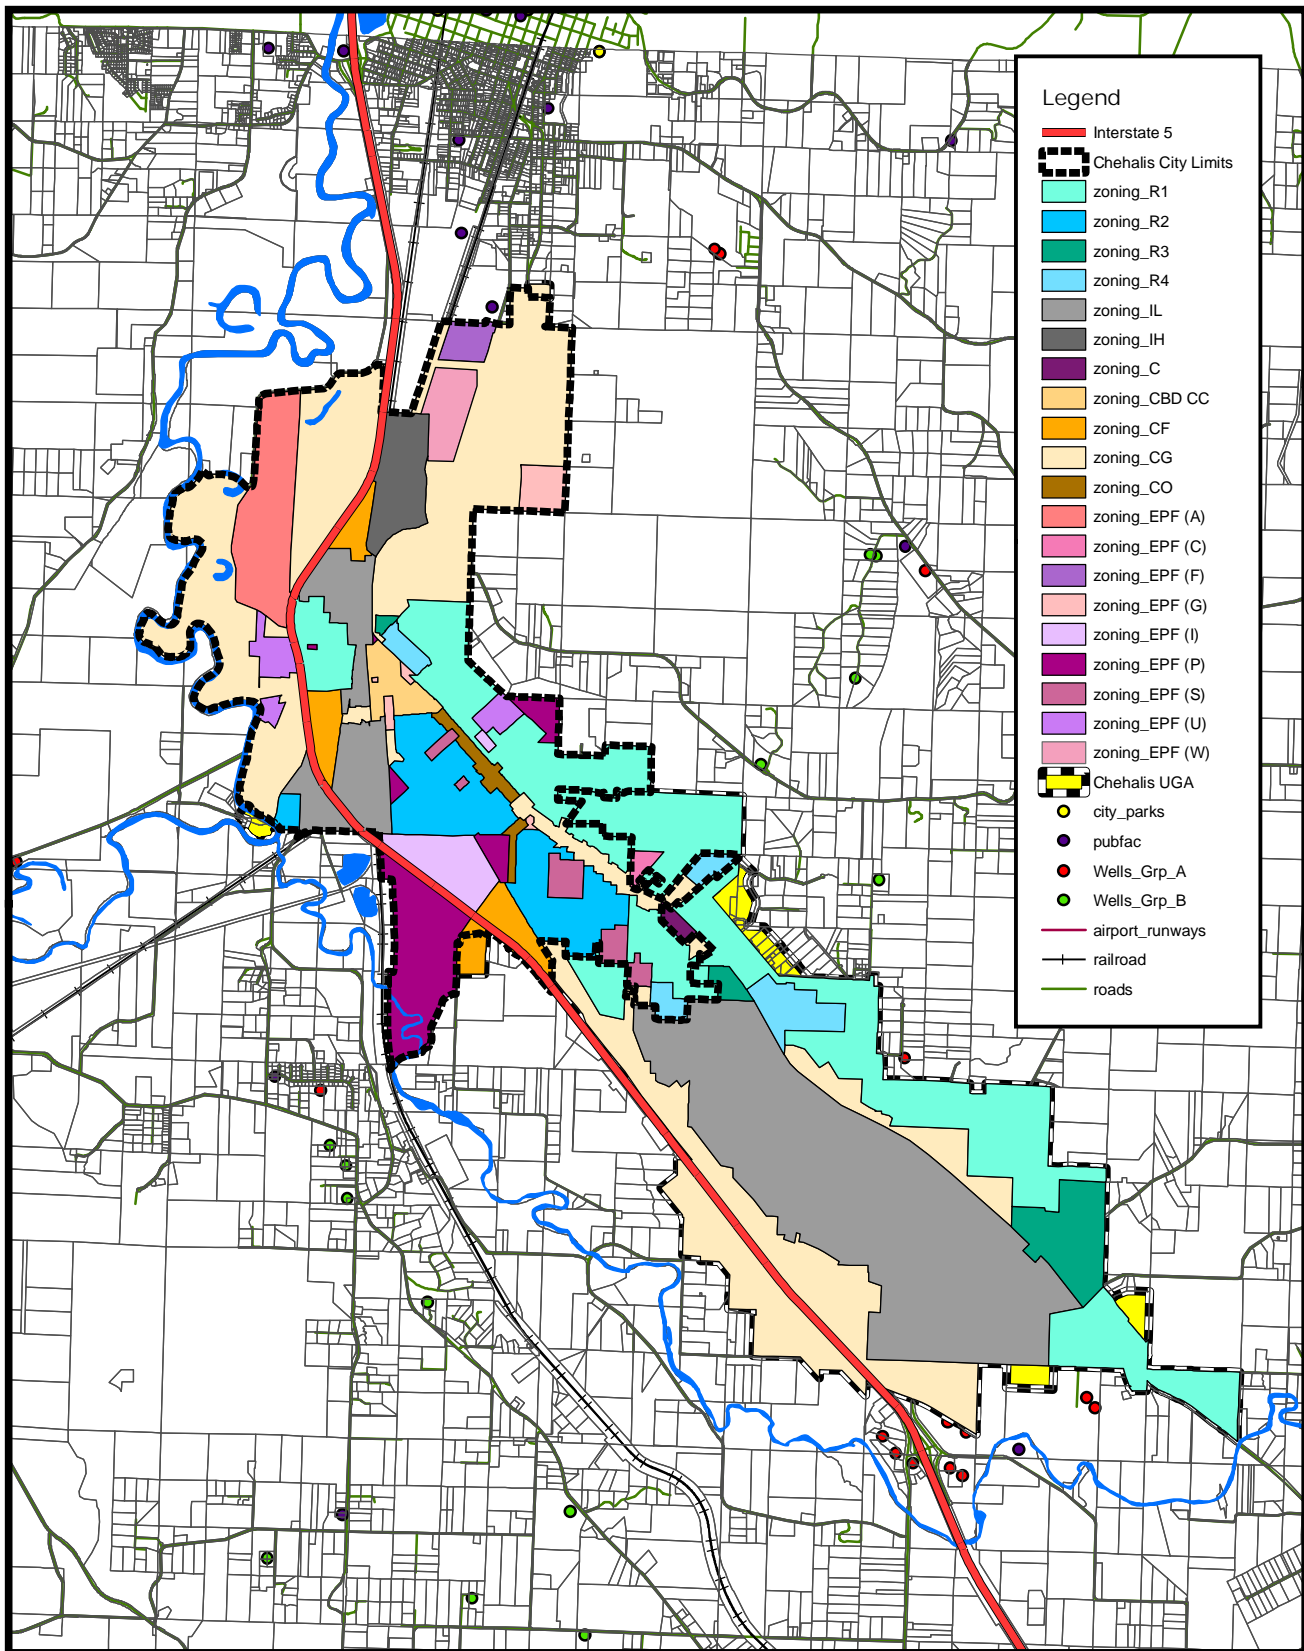 Legend
Interstate 5
Chehalis City Limits
zoning_R1
zoning_R2
zoning_R3
zoning_R4
zoning_IL
zoning_IH
zoning_C
zoning_CBD CC
zoning_CF
zoning_CG
zoning_CO
zoning_EPF (A)
zoning_EPF (C)
zoning_EPF (F)
zoning_EPF (G)
zoning_EPF (I)
zoning_EPF (P)
zoning_EPF (S)
zoning_EPF (U)
zoning_EPF (W)
Chehalis UGA
city_parks
pubfac
Wells_Grp_A
Wells_Grp_B
airport_runways
railroad
roads